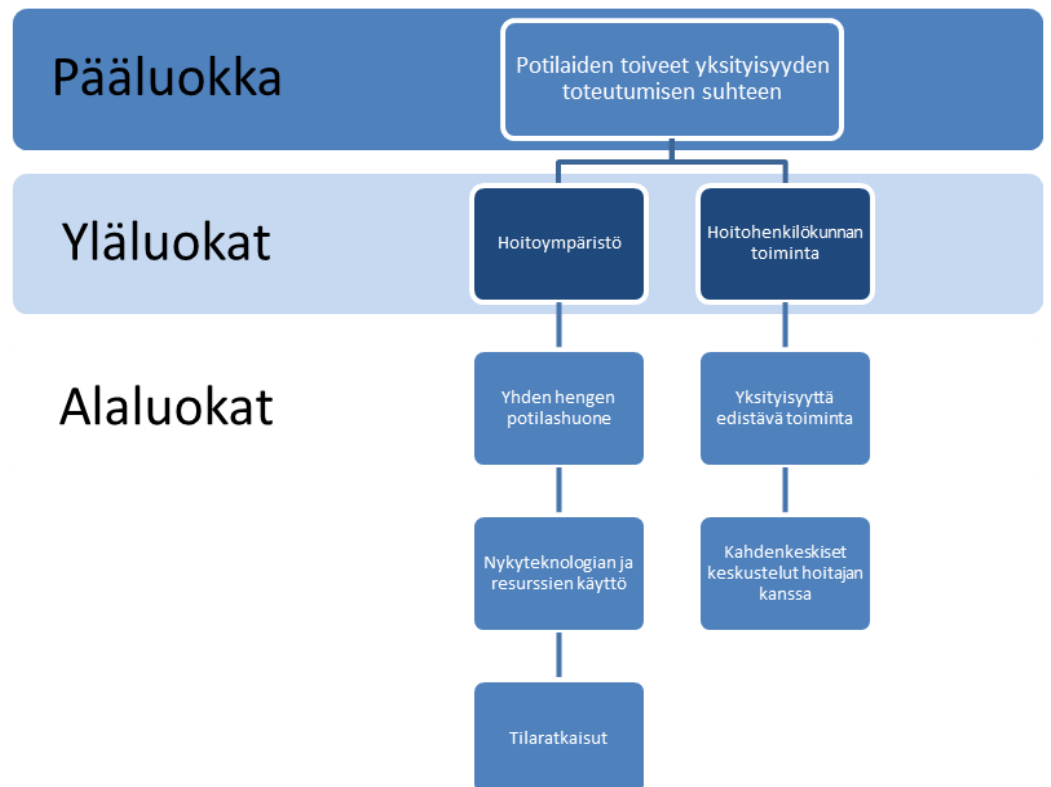 Pääluokka
Potilaiden toiveet yksityisyyden
toteutumisen suhteen
Yläluokat
Hoitoympäristö
Hoitohenkilökunnan
toiminta
Alaluokat
Yhden hengen
potilashuone
Yksityisyyttä
edistävä toiminta
Nykyteknologian ja
resurssien käyttö
Kahdenkeskiset
keskustelut hoitajan
kanssa
Tilaratkaisut